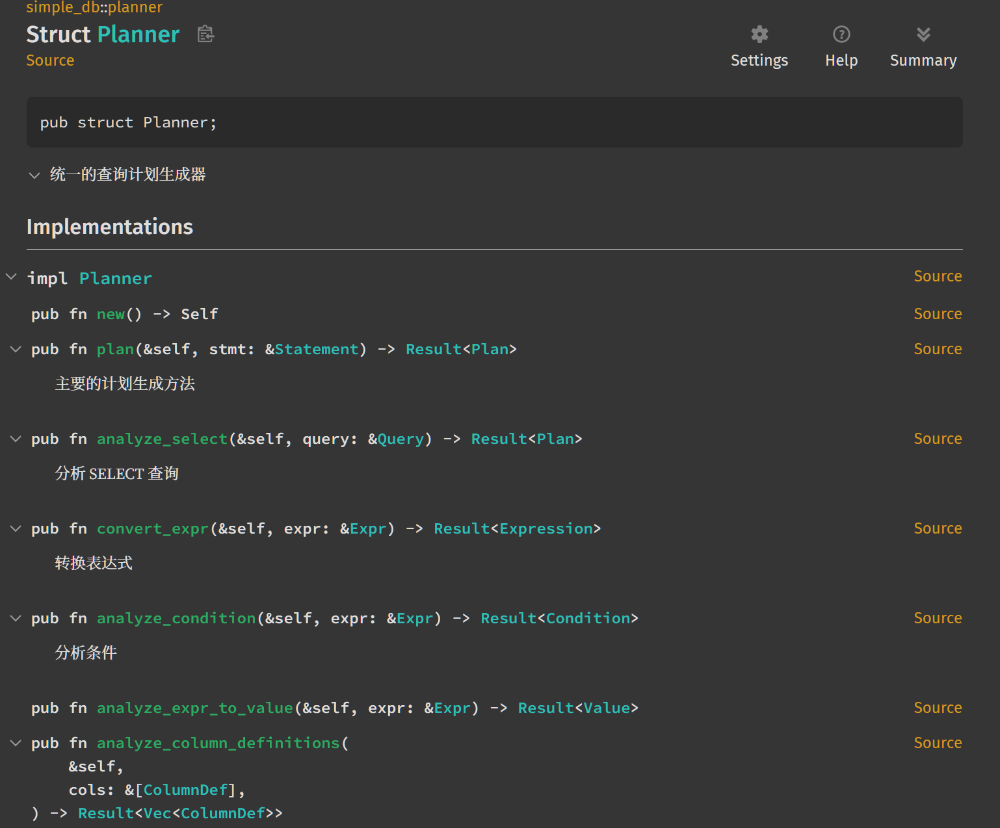 simple_db::planner
Struct Planner
Source
Settings
Help
Summary
pub struct Planner;
统一的查询计划生成器
Implementations
impl Planner
Source
pub fn new() -> Self
Source
pub fn plan(&self, stmt: &Statement) -> Result<Plan>
Source
主要的计划生成方法
pub fn analyze_select(&self, query: &Query) -> Result<Plan>
Source
分析 SELECT 查询
pub fn convert_expr(&self, expr: &Expr) -> Result<Expression>
Source
转换表达式
pub fn analyze_condition(&self, expr: &Expr) -> Result<Condition>
Source
分析条件
pub fn analyze_expr_to_value(&self, expr: &Expr) -> Result<Value>
Source
pub fn analyze_column_definitions(
Source
&self,
cols: &[ColumnDef],
) -> Result<Vec<ColumnDef>>